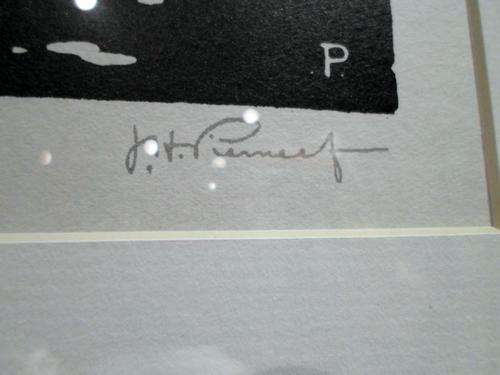 P.
J. H. Pierneef